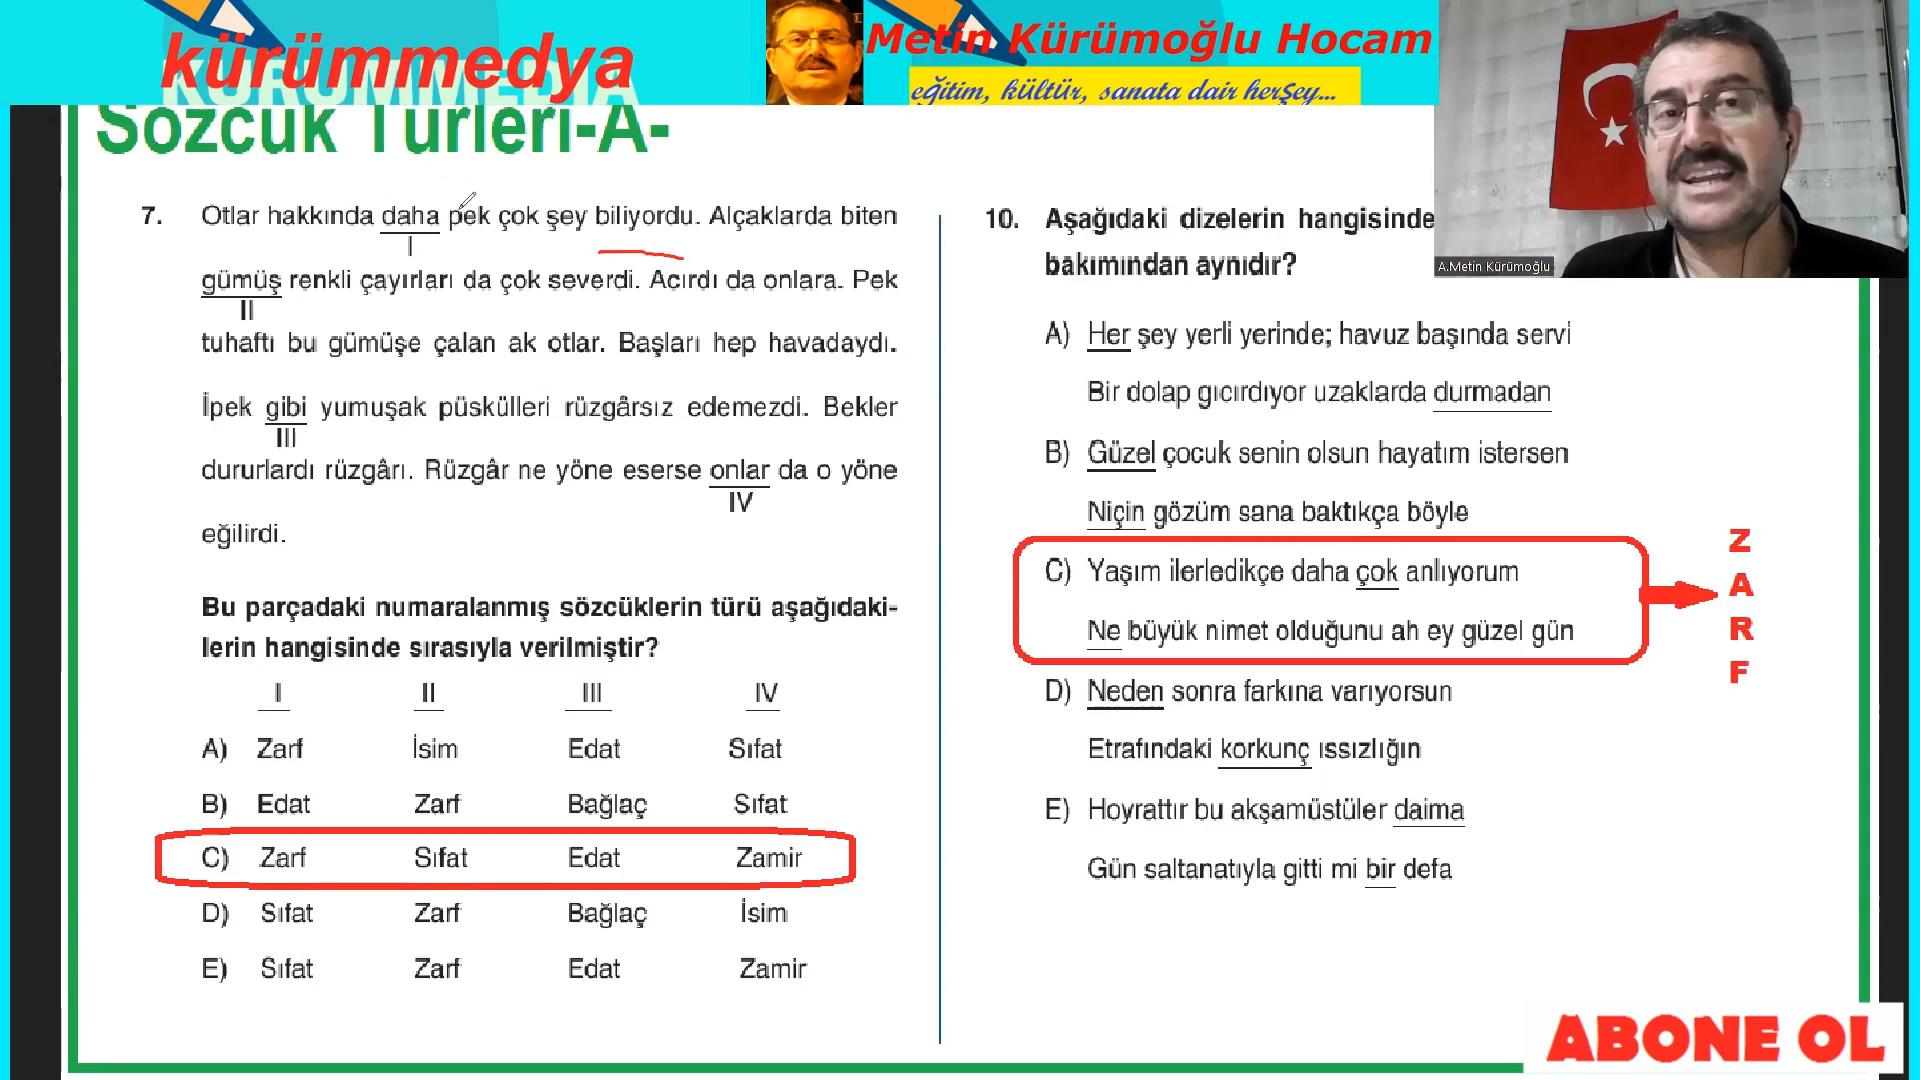 kürümmedya
KÜRÜMMEDYA
Metin Kürümoğlu Hocam
eğitim, kültür, sanata dair herşey...
A.Metin Kürümoğlu
Sözcük Türleri-A-
7. Otlar hakkında daha pek çok şey biliyordu. Alçaklarda biten
I
gümüş renkli çayırları da çok severdi. Acırdı da onlara. Pek
II
tuhaftı bu gümüşe çalan ak otlar. Başları hep havadaydı.
İpek gibi yumuşak püskülleri rüzgârsız edemezdi. Bekler
III
dururlardı rüzgârı. Rüzgâr ne yöne eserse onlar da o yöne
IV
eğilirdi.
Bu parçadaki numaralanmış sözcüklerin türü aşağıdaki-
lerin hangisinde sırasıyla verilmiştir?
I II III IV
A) Zarf İsim Edat Sıfat
B) Edat Zarf Bağlaç Sıfat
C) Zarf Sıfat Edat Zamir
D) Sıfat Zarf Bağlaç İsim
E) Sıfat Zarf Edat Zamir
10. Aşağıdaki dizelerin hangisinde
bakımından aynıdır?
A) Her şey yerli yerinde; havuz başında servi
Bir dolap gıcırdıyor uzaklarda durmadan
B) Güzel çocuk senin olsun hayatım istersen
Niçin gözüm sana baktıkça böyle
C) Yaşım ilerledikçe daha çok anlıyorum
Ne büyük nimet olduğunu ah ey güzel gün
D) Neden sonra farkına varıyorsun
Etrafındaki korkunç ıssızlığın
E) Hoyrattır bu akşamüstüler daima
Gün saltanatıyla gitti mi bir defa
Z
A
R
F
ABONE OL